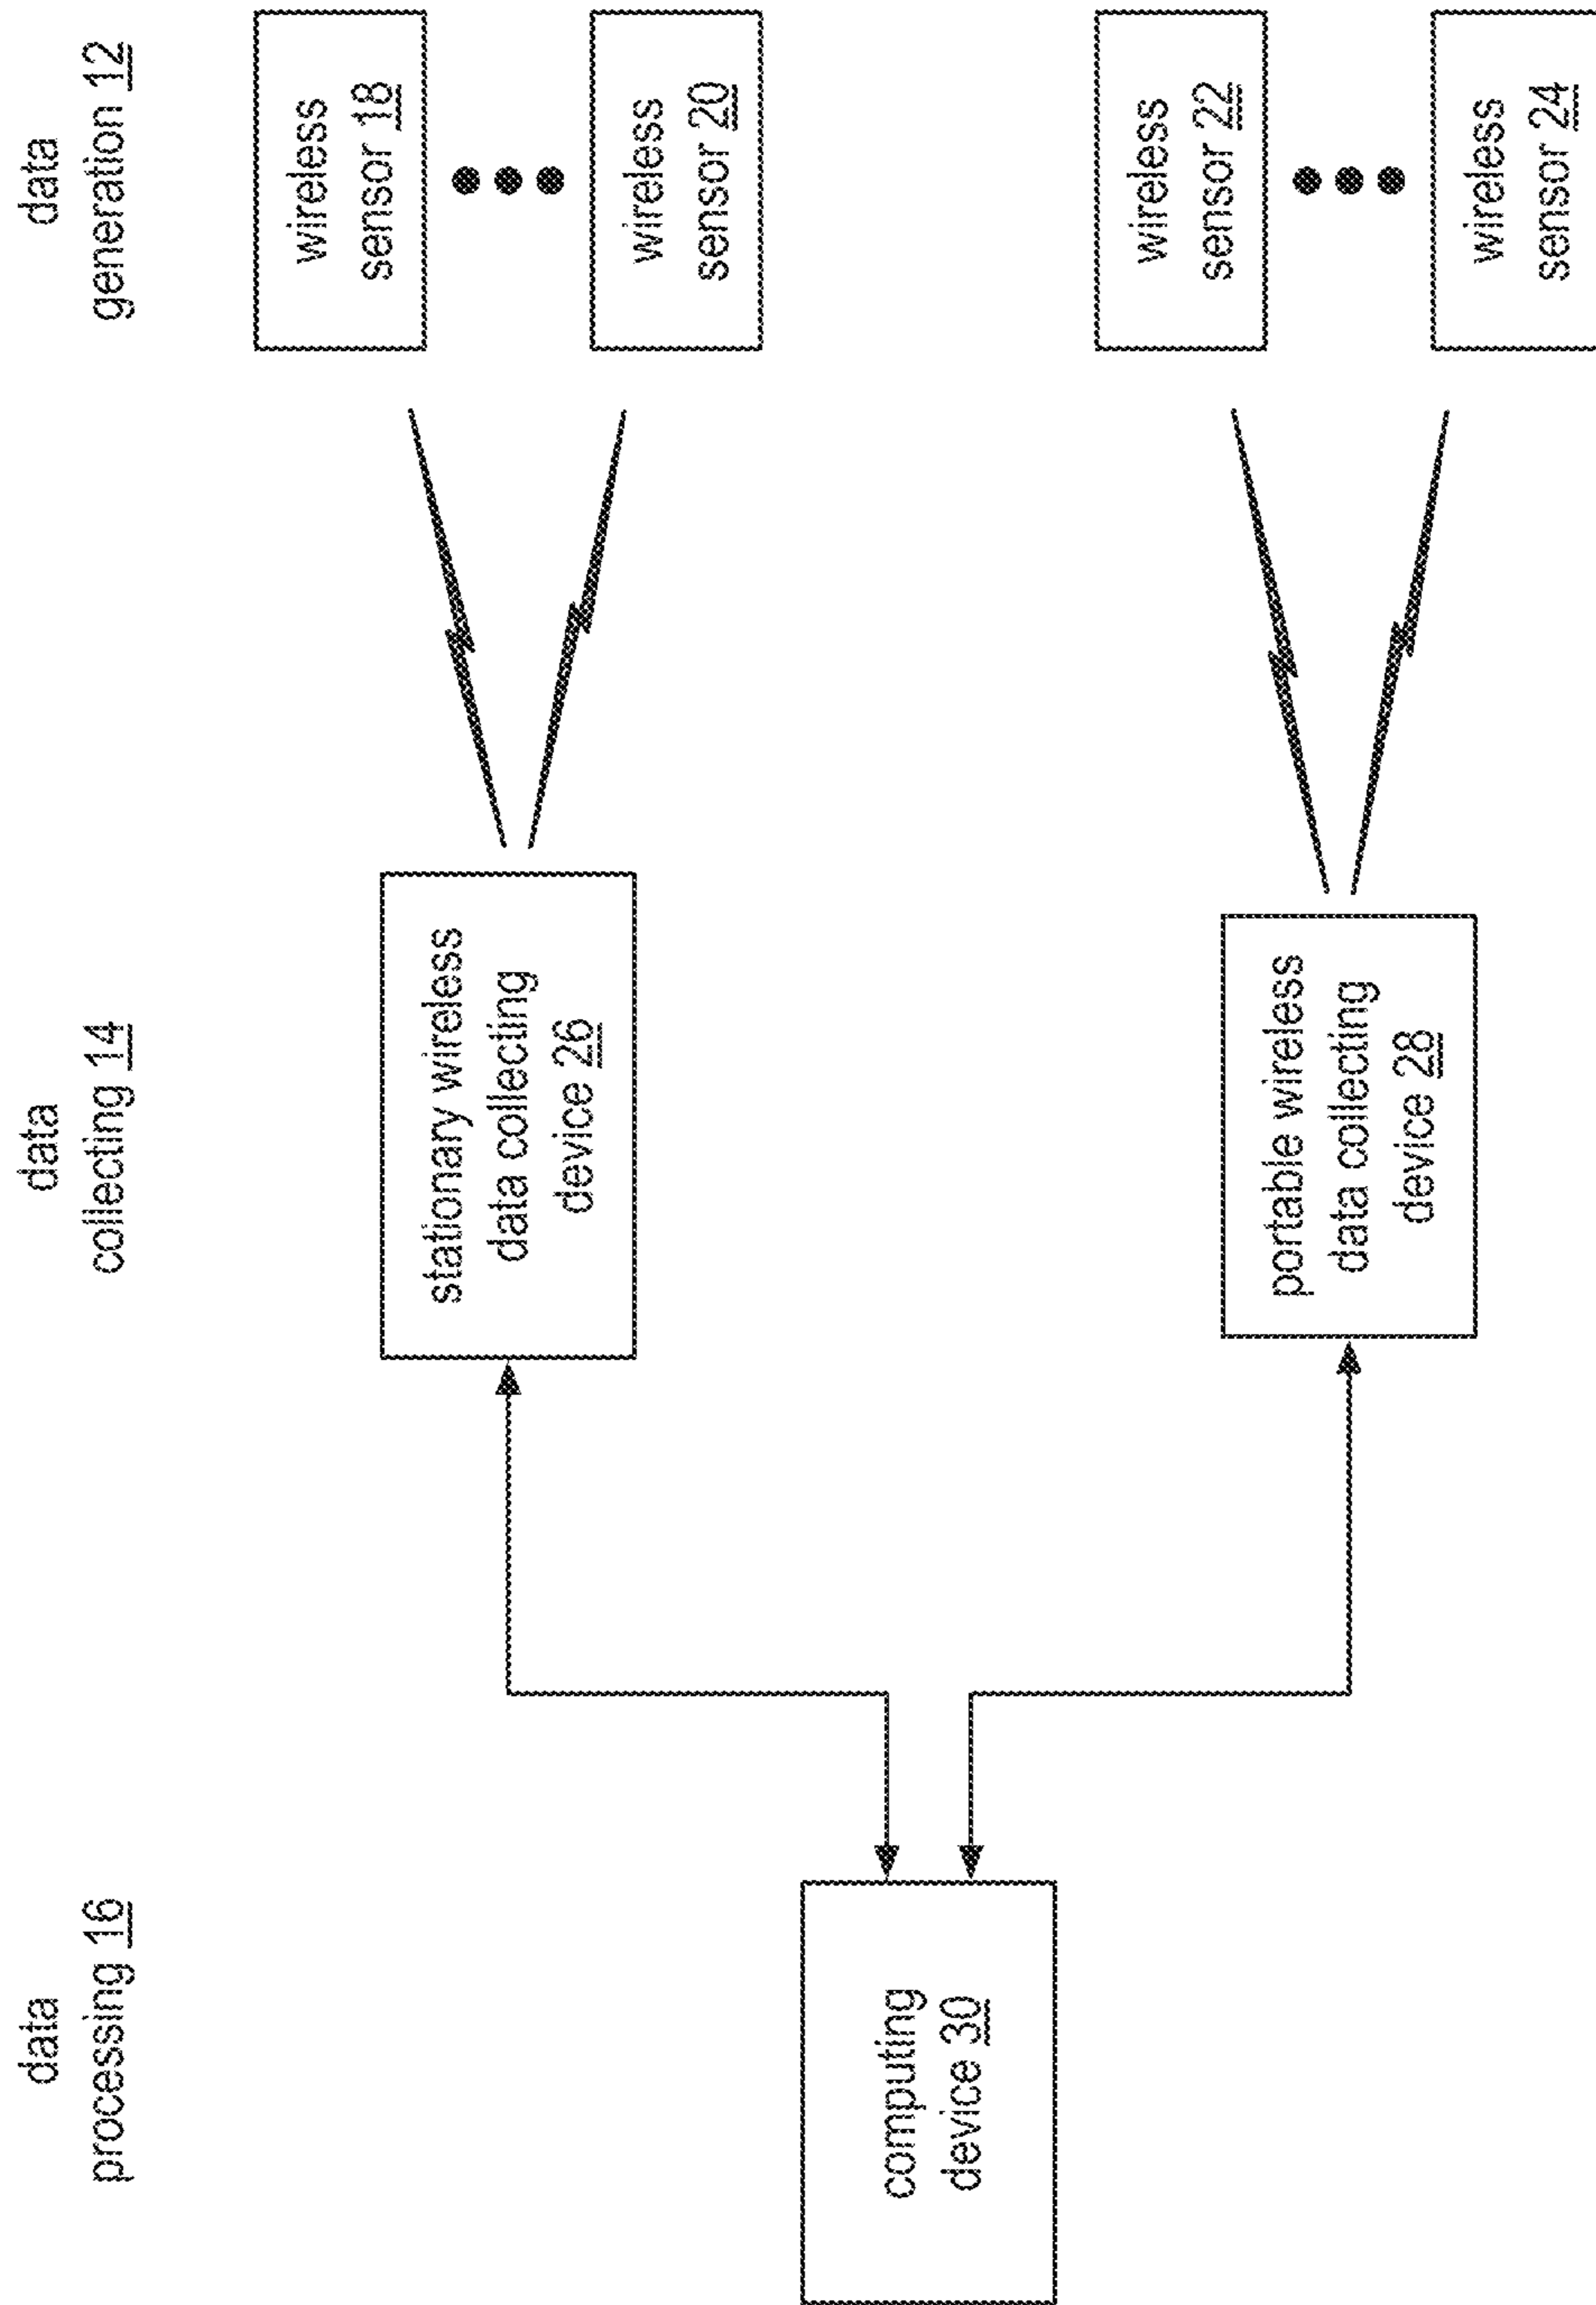 data
processing 16
data
collecting 14
data
generation 12
computing
device 30
stationary wireless
data collecting
device 26
portable wireless
data collecting
device 28
wireless
sensor 18
wireless
sensor 20
wireless
sensor 22
wireless
sensor 24